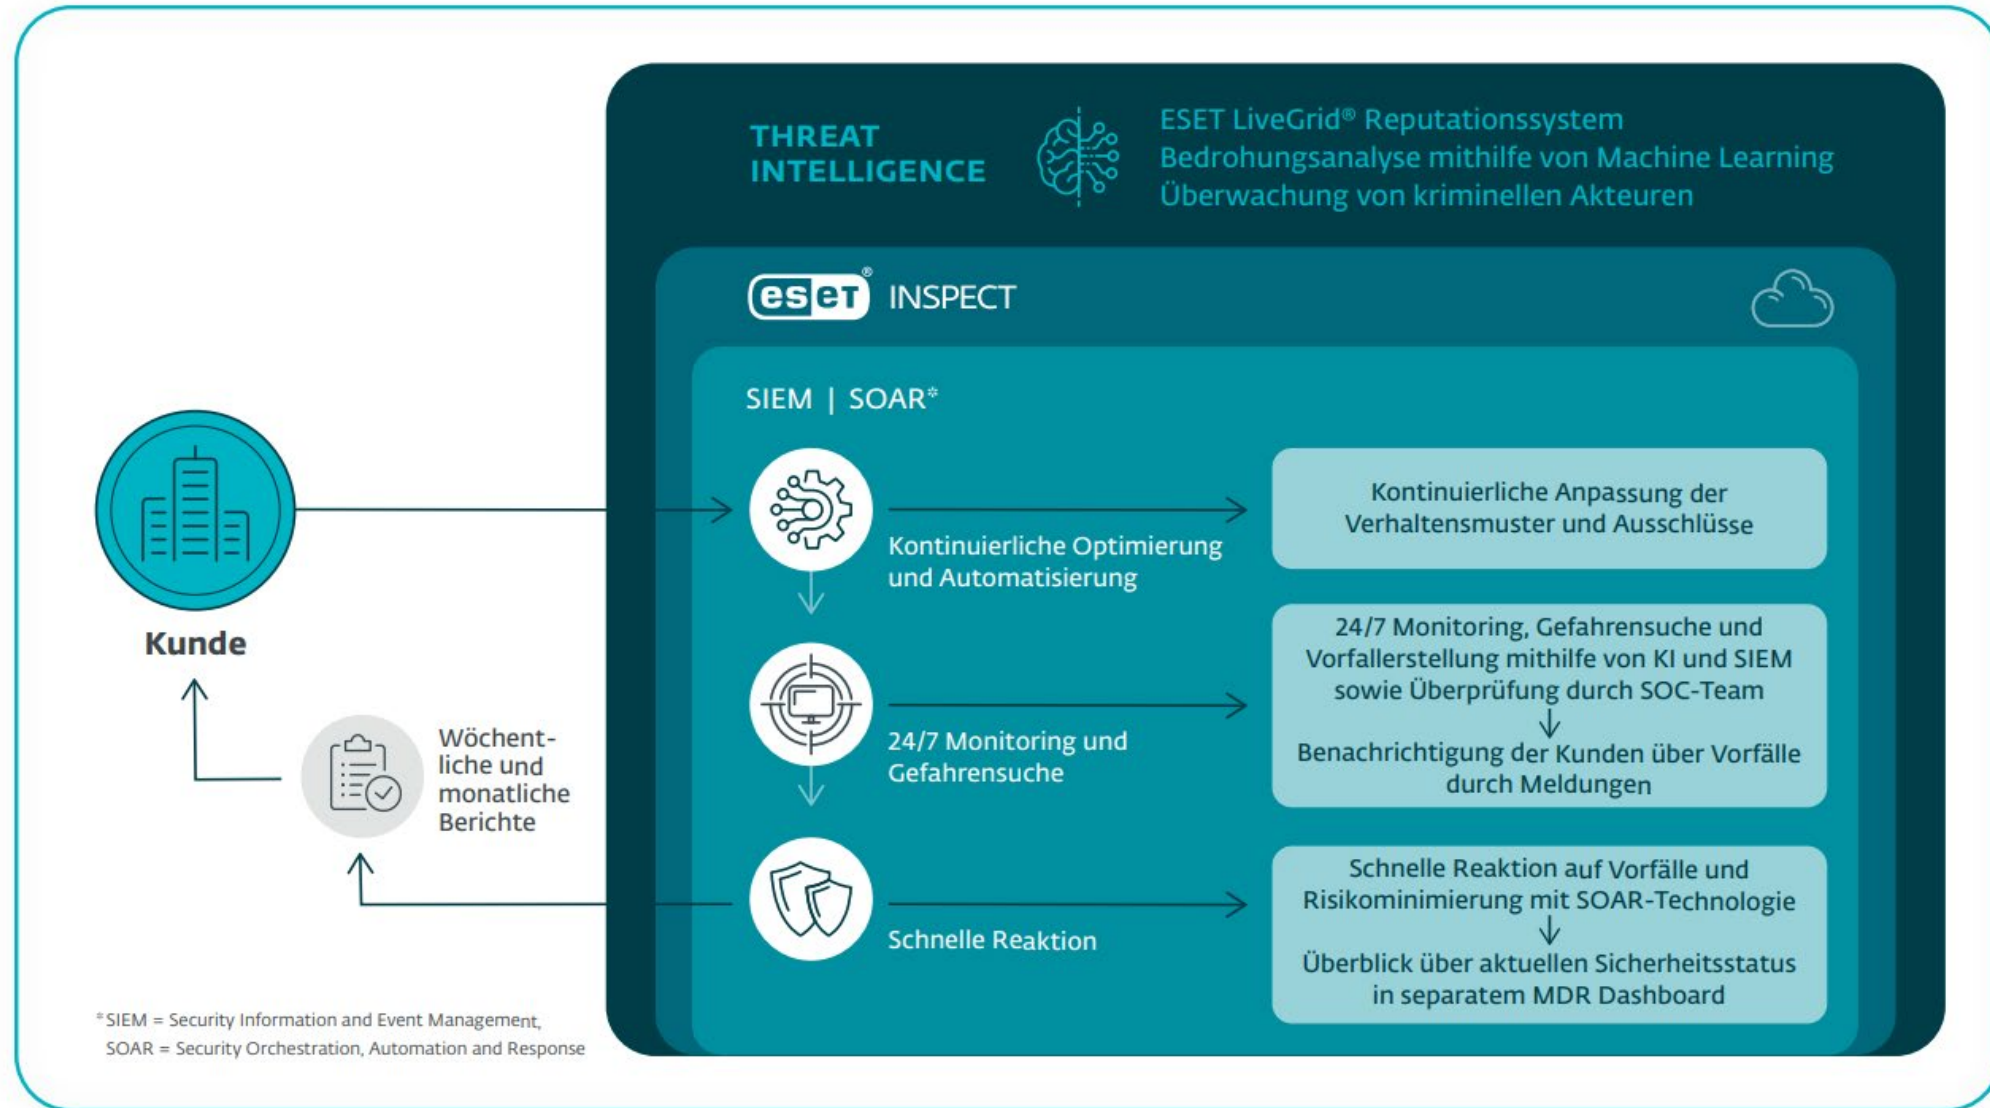 THREAT
INTELLIGENCE
ESET LiveGrid® Reputationssystem
Bedrohungsanalyse mithilfe von Machine Learning
Überwachung von kriminellen Akteuren
eset® INSPECT
SIEM | SOAR*
Kontinuierliche Optimierung
und Automatisierung
Kontinuierliche Anpassung der
Verhaltensmuster und Ausschlüsse
24/7 Monitoring und
Gefahrensuche
24/7 Monitoring, Gefahrensuche und
Vorfallerstellung mithilfe von KI und SIEM
sowie Überprüfung durch SOC-Team
Benachrichtigung der Kunden über Vorfälle
durch Meldungen
Schnelle Reaktion
Schnelle Reaktion auf Vorfälle und
Risikominimierung mit SOAR-Technologie
Überblick über aktuellen Sicherheitsstatus
in separatem MDR Dashboard
Kunde
Wöchent-
liche und
monatliche
Berichte
*SIEM = Security Information and Event Management,
SOAR = Security Orchestration, Automation and Response